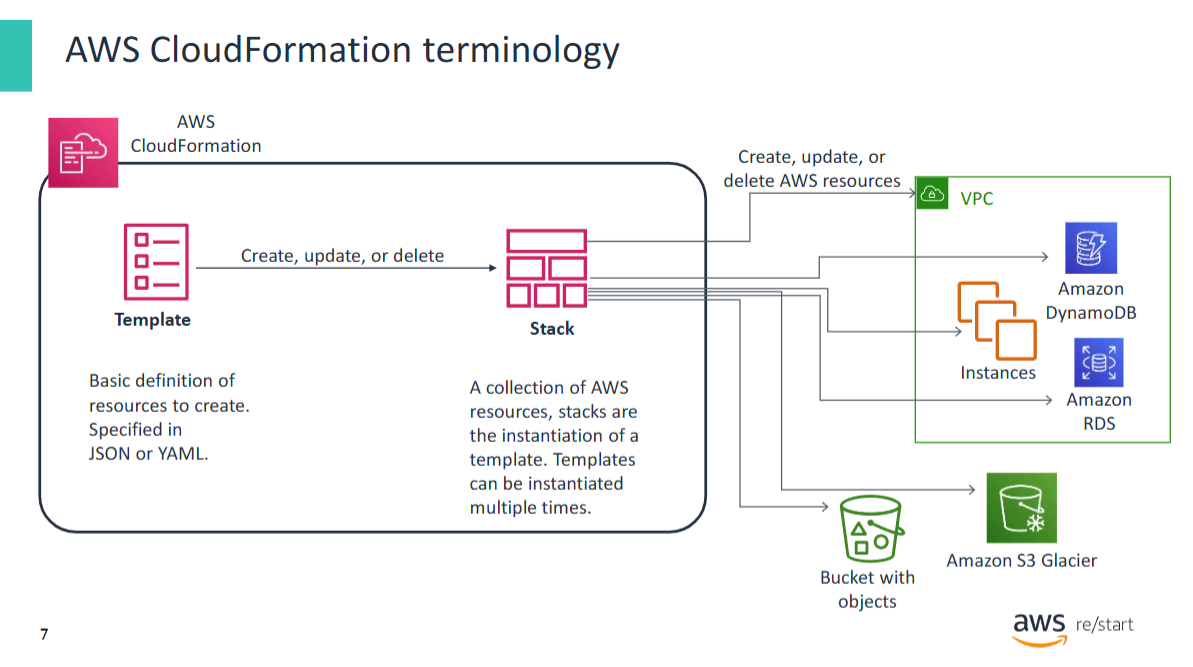 AWS CloudFormation terminology
AWS
CloudFormation
Create, update, or
delete AWS resources
VPC
Create, update, or delete
Template
Stack
Amazon
DynamoDB
Instances
Amazon
RDS
Basic definition of
resources to create.
Specified in
JSON or YAML.
A collection of AWS
resources, stacks are
the instantiation of a
template. Templates
can be instantiated
multiple times.
Bucket with
objects
Amazon S3 Glacier
7
aws re/start